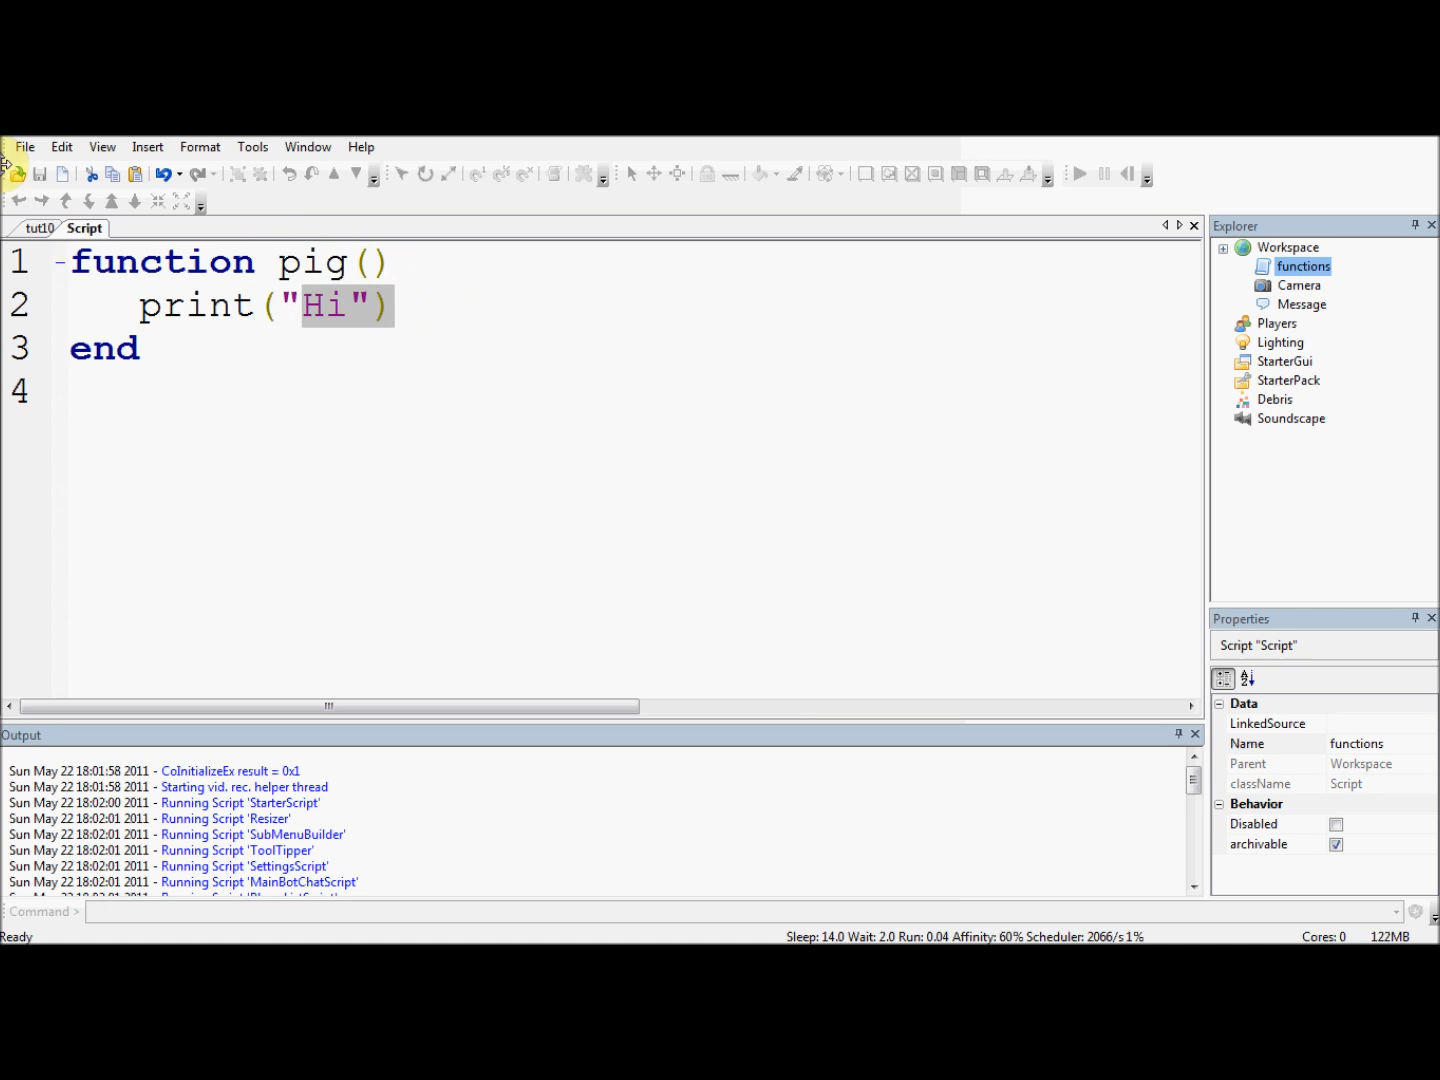 File Edit View Insert Format Tools Window Help
tut10 Script
1 function pig()
2 print("Hi")
3 end
4
Explorer
Workspace
functions
Camera
Message
Players
Lighting
StarterGui
StarterPack
Debris
Soundscape
Properties
Script "Script"
Data
LinkedSource
Name functions
Parent Workspace
className Script
Behavior
Disabled
archivable
Output
Sun May 22 18:01:58 2011 - CoInitializeEx result = 0x1
Sun May 22 18:01:58 2011 - Starting vid. rec. helper thread
Sun May 22 18:02:00 2011 - Running Script 'StarterScript'
Sun May 22 18:02:01 2011 - Running Script 'Resizer'
Sun May 22 18:02:01 2011 - Running Script 'SubMenuBuilder'
Sun May 22 18:02:01 2011 - Running Script 'ToolTipper'
Sun May 22 18:02:01 2011 - Running Script 'SettingsScript'
Sun May 22 18:02:01 2011 - Running Script 'MainBotChatScript'
Command >
Ready Sleep: 14.0 Wait: 2.0 Run: 0.04 Affinity: 60% Scheduler: 2066/s 1% Cores: 0 122MB